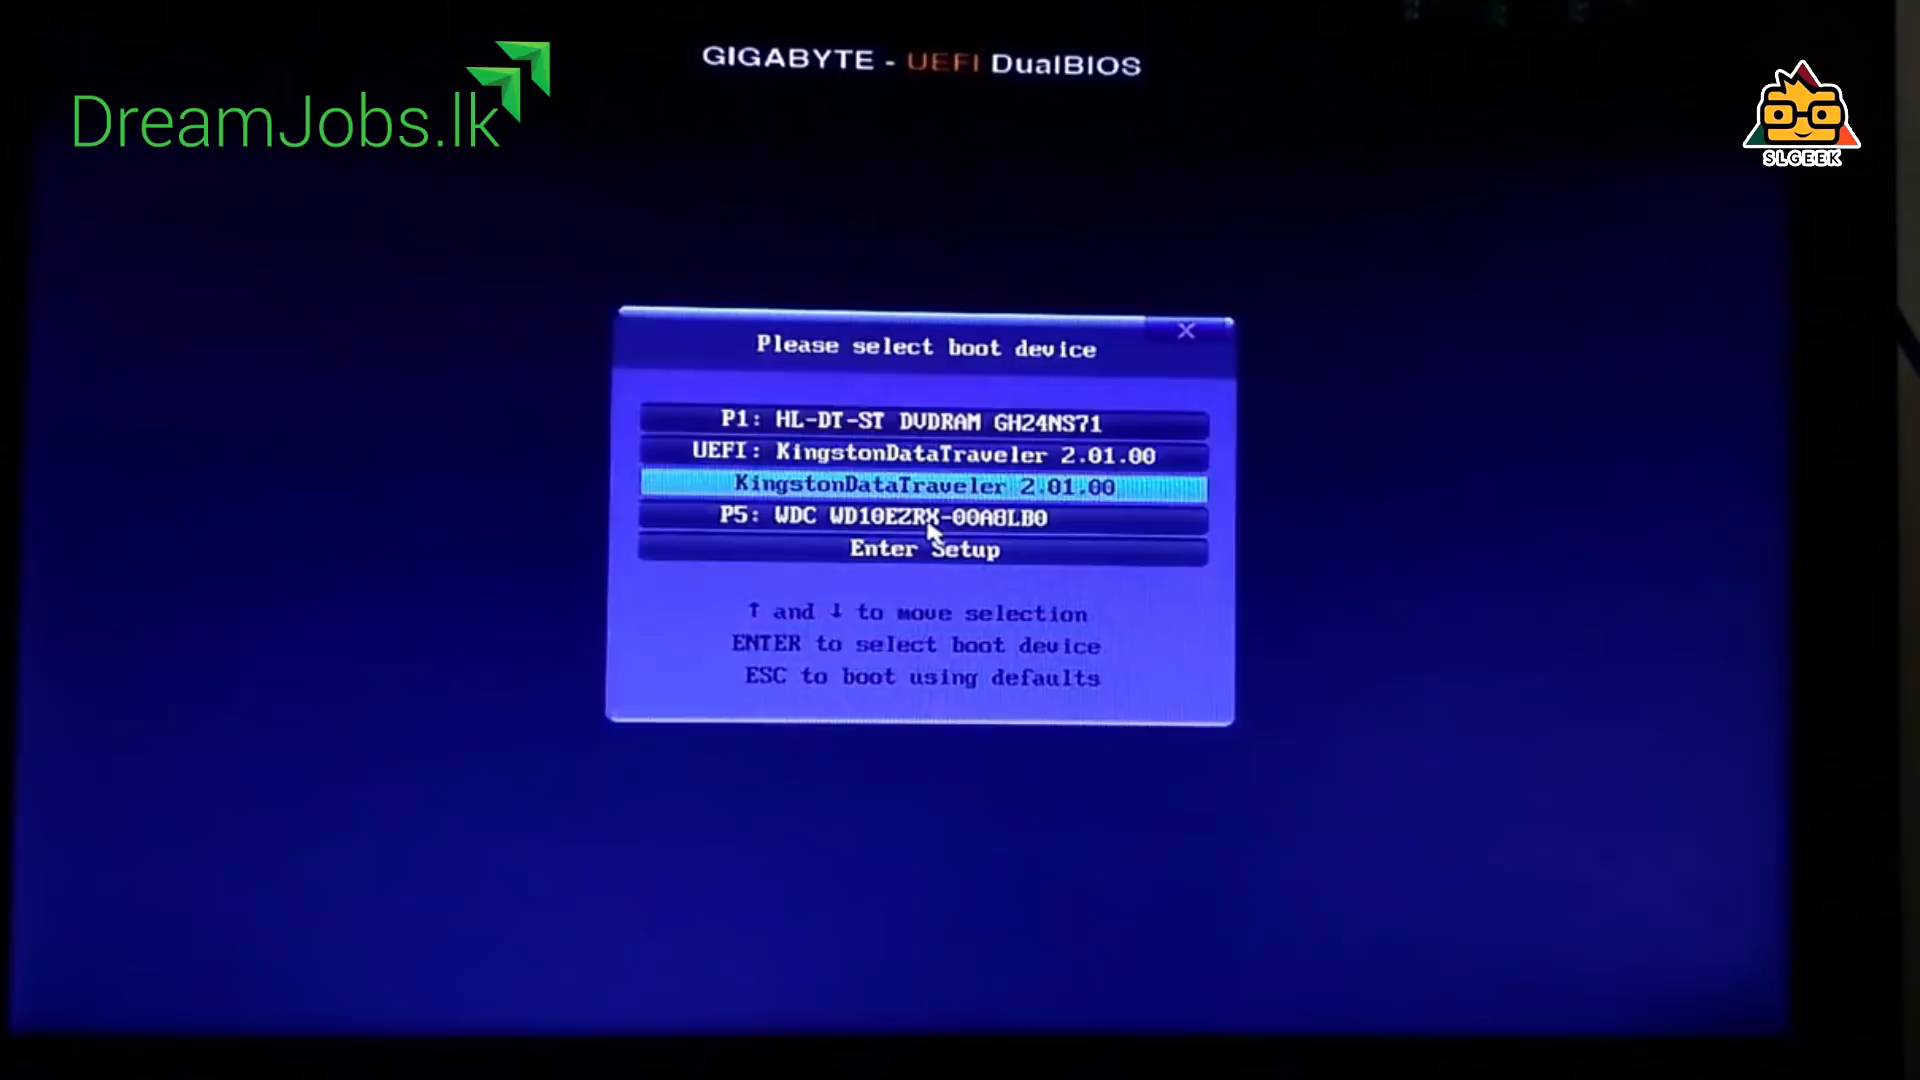 GIGABYTE - UEFI DualBIOS
DreamJobs.lk
SLGEEK
Please select boot device
P1: HL-DT-ST DVDRAM GH24NS71
UEFI: KingstonDataTraveler 2.01.00
KingstonDataTraveler 2.01.00
P5: WDC WD10EZRX-00A8LB0
Enter Setup
↑ and ↓ to move selection
ENTER to select boot device
ESC to boot using defaults